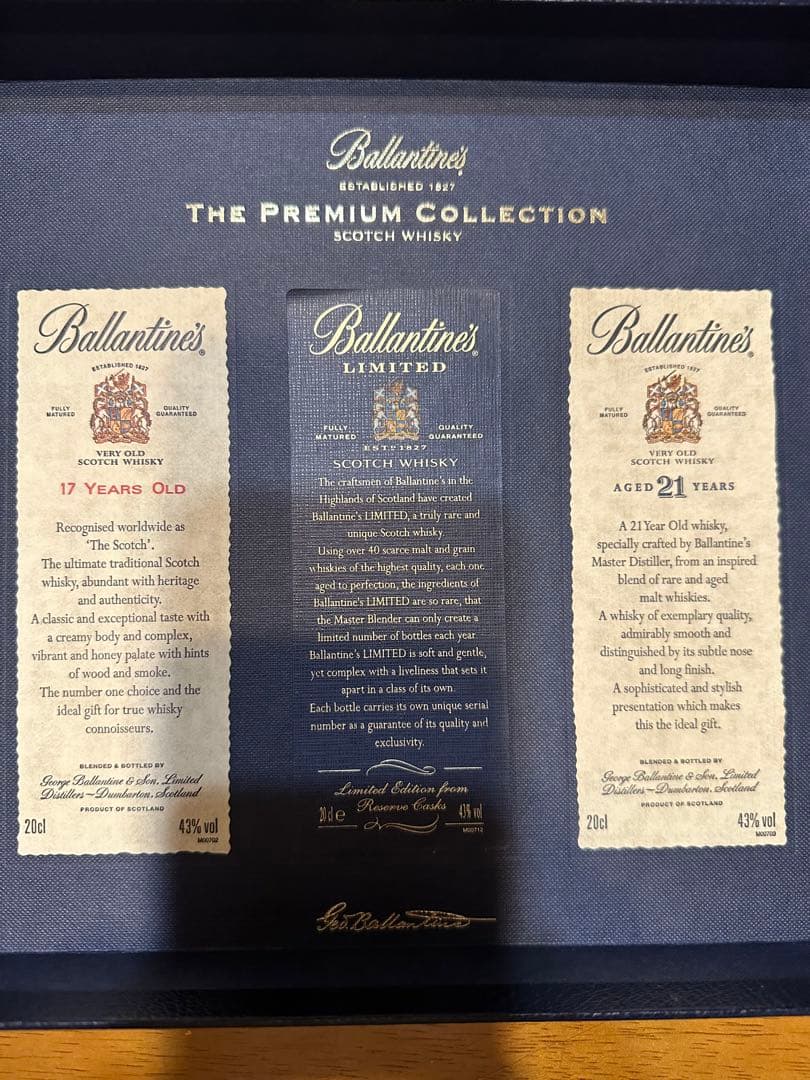 Ballantine's
ESTABLISHED 1827
THE PREMIUM COLLECTION
SCOTCH WHISKY
Ballantine's®
ESTABLISHED 1827
FULLY MATURED
QUALITY GUARANTEED
VERY OLD
SCOTCH WHISKY
17 YEARS OLD
Recognised worldwide as
'The Scotch'.
The ultimate traditional Scotch
whisky, abundant with heritage
and authenticity.
A classic and exceptional taste with
a creamy body and complex,
vibrant and honey palate with hints
of wood and smoke.
The number one choice and the
ideal gift for true whisky
connoisseurs.
BLENDED & BOTTLED BY
George Ballantine & Son, Limited
Distillers ~ Dumbarton, Scotland
PRODUCT OF SCOTLAND
20cl 43% vol
M00702
Ballantine's®
LIMITED
FULLY MATURED
QUALITY GUARANTEED
ESTD 1827
SCOTCH WHISKY
The craftsmen of Ballantine's in the
Highlands of Scotland have created
Ballantine's LIMITED, a truly rare and
unique Scotch whisky
Using over 40 scarce malt and grain
whiskies of the highest quality, each one
aged to perfection, the ingredients of
Ballantine's LIMITED are so rare, that
the Master Blender can only create a
limited number of bottles each year
Ballantine's LIMITED is soft and gentle,
yet complex with a liveliness that sets it
apart in a class of its own.
Each bottle carries its own unique serial
number as a guarantee of its quality and
exclusivity.
Limited Edition from
Reserve Casks
20 cl e 43% vol
M00712
Ballantine's®
ESTABLISHED 1827
FULLY MATURED
QUALITY GUARANTEED
VERY OLD
SCOTCH WHISKY
AGED 21 YEARS
A 21 Year Old whisky,
specially crafted by Ballantine's
Master Distiller, from an inspired
blend of rare and aged
malt whiskies.
A whisky of exemplary quality,
admirably smooth and
distinguished by its subtle nose
and long finish.
A sophisticated and stylish
presentation which makes
this the ideal gift.
BLENDED & BOTTLED BY
George Ballantine & Son, Limited
Distillers ~ Dumbarton, Scotland
PRODUCT OF SCOTLAND
20cl 43% vol
M00700
Geo. Ballantine